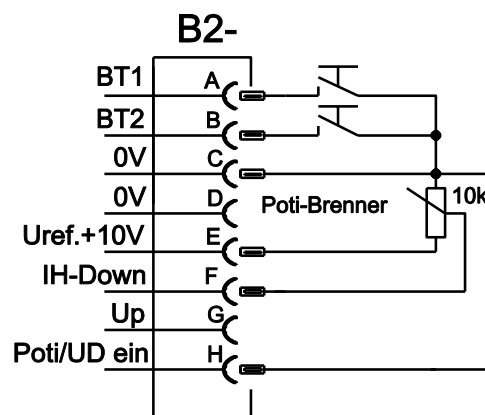 B2-
BT1 A
BT2 B
0V C
0V D
Poti-Brenner 10k
Uref.+10V E
IH-Down F
Up G
Poti/UD ein H